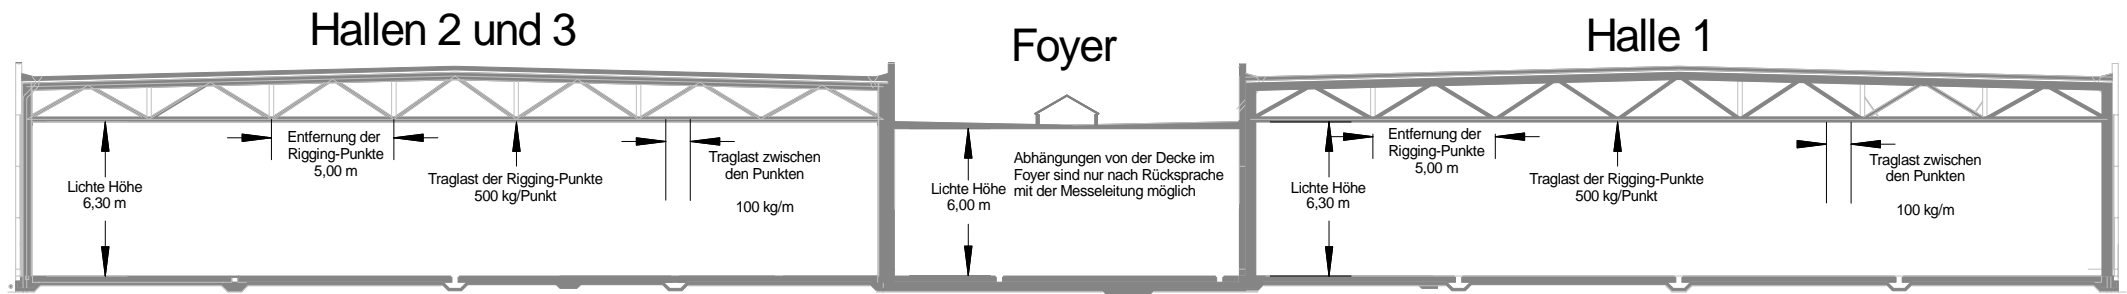 Hallen 2 und 3
Foyer
Halle 1
Lichte Höhe
6,30 m
Entfernung der
Rigging-Punkte
5,00 m
Traglast der Rigging-Punkte
500 kg/Punkt
Traglast zwischen
den Punkten
100 kg/m
Lichte Höhe
6,00 m
Abhängungen von der Decke im
Foyer sind nur nach Rücksprache
mit der Messeleitung möglich
Lichte Höhe
6,30 m
Entfernung der
Rigging-Punkte
5,00 m
Traglast der Rigging-Punkte
500 kg/Punkt
Traglast zwischen
den Punkten
100 kg/m